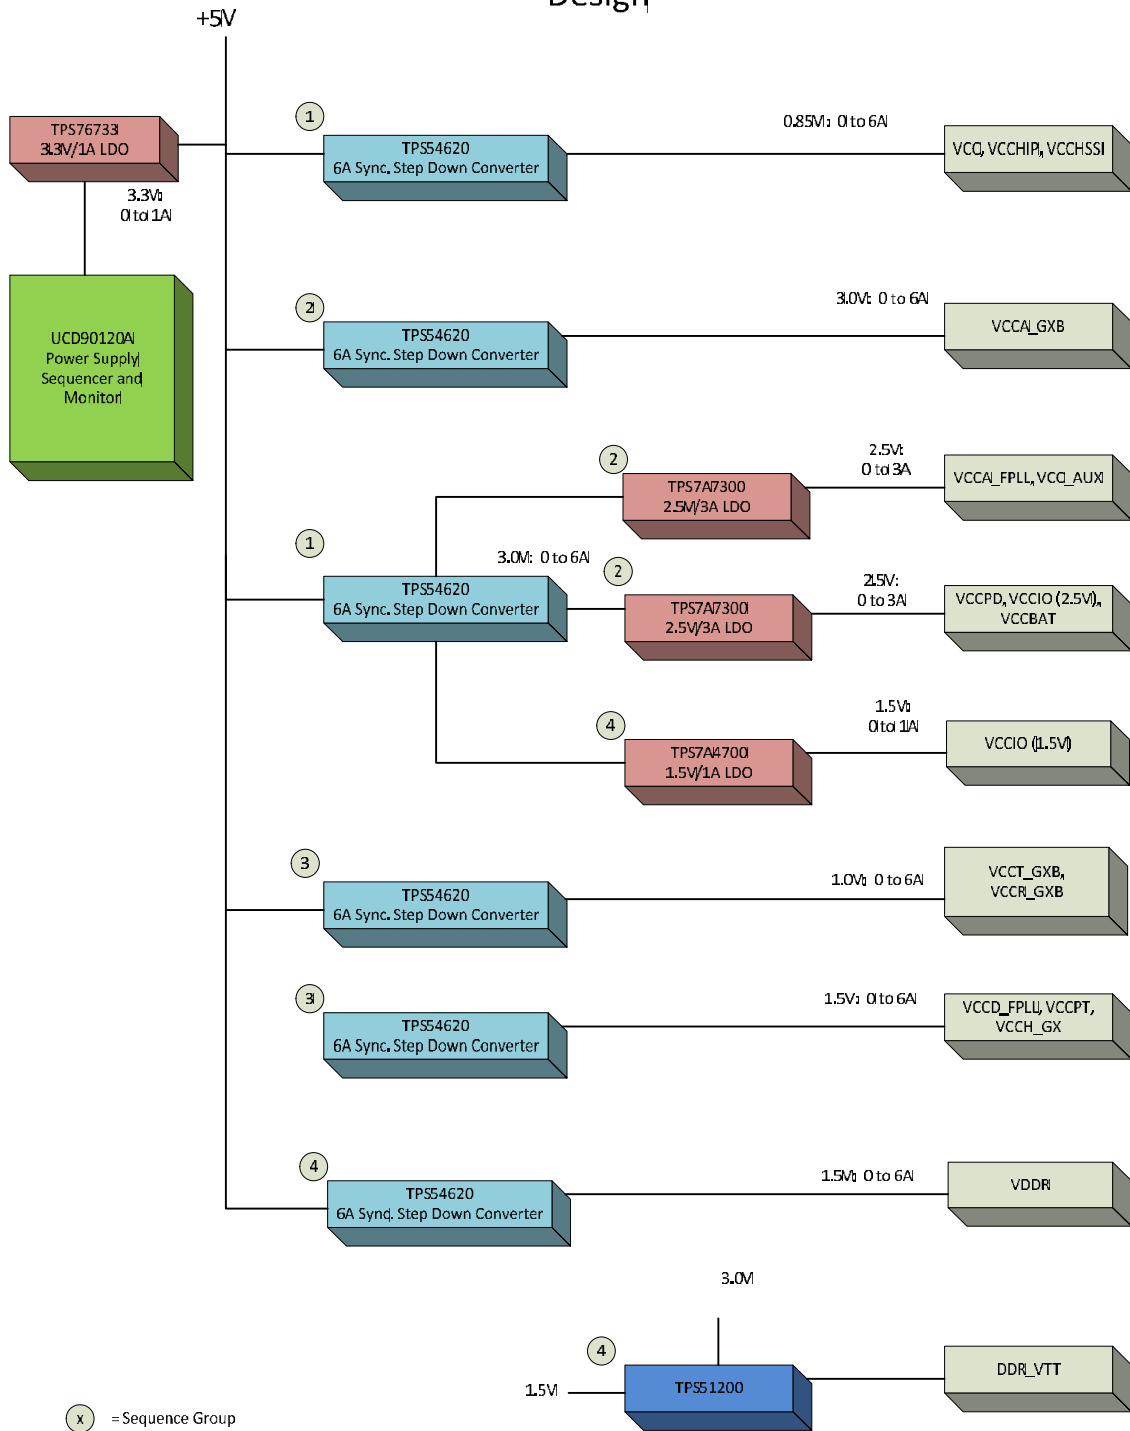 Design
+5V
TPS76733
3.3V/1A LDO
3.3V:
0 to 1A
UCD90120A
Power Supply
Sequencer and
Monitor
1
TPS54620
6A Sync. Step Down Converter
0.85V: 0 to 6A
VCC, VCCHIP, VCCHSSI
2
TPS54620
6A Sync. Step Down Converter
3.0V: 0 to 6A
VCCA_GXB
2
TPS7A7300
2.5V/3A LDO
2.5V:
0 to 3A
VCCA_FPLL, VCC_AUX
1
TPS54620
6A Sync. Step Down Converter
3.0V: 0 to 6A
2
TPS7A7300
2.5V/3A LDO
2.5V:
0 to 3A
VCCPD, VCCIO (2.5V),
VCCBAT
4
TPS7A4700
1.5V/1A LDO
1.5V:
0 to 1A
VCCIO (1.5V)
3
TPS54620
6A Sync. Step Down Converter
1.0V: 0 to 6A
VCCT_GXB,
VCCR_GXB
3
TPS54620
6A Sync. Step Down Converter
1.5V: 0 to 6A
VCCD_FPLL, VCCPT,
VCCH_GX
4
TPS54620
6A Sync. Step Down Converter
1.5V: 0 to 6A
VDDR
3.0V
4
1.5V
TPS51200
DDR_VTT
x = Sequence Group